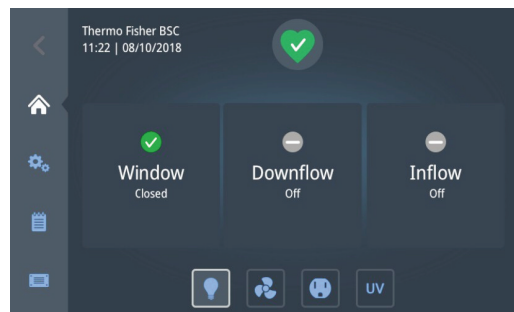 Thermo Fisher BSC
11:22 | 08/10/2018
Window
Closed
Downflow
Off
Inflow
Off
UV